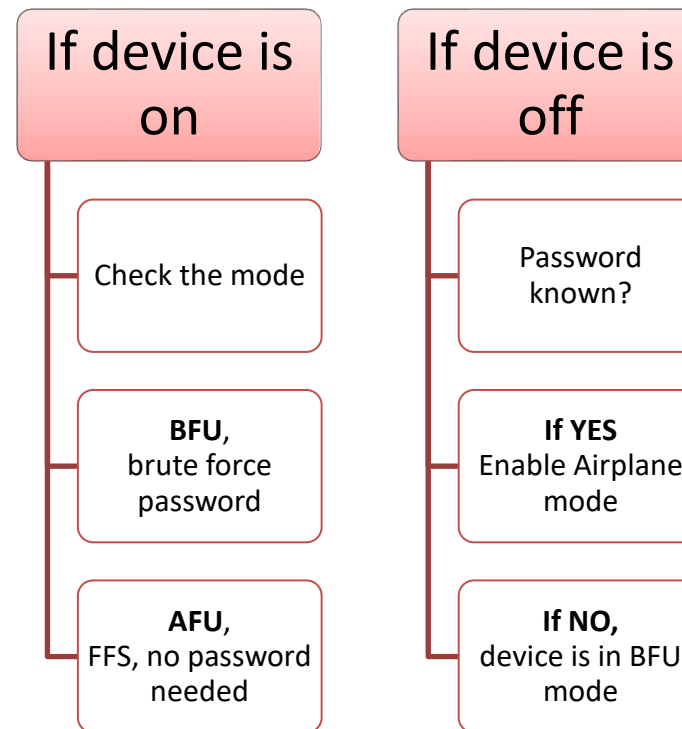 If device is
on
Check the mode
BFU,
brute force
password
AFU,
FFS, no password
needed
If device is
off
Password
known?
If YES
Enable Airplane
mode
If NO,
device is in BFU
mode